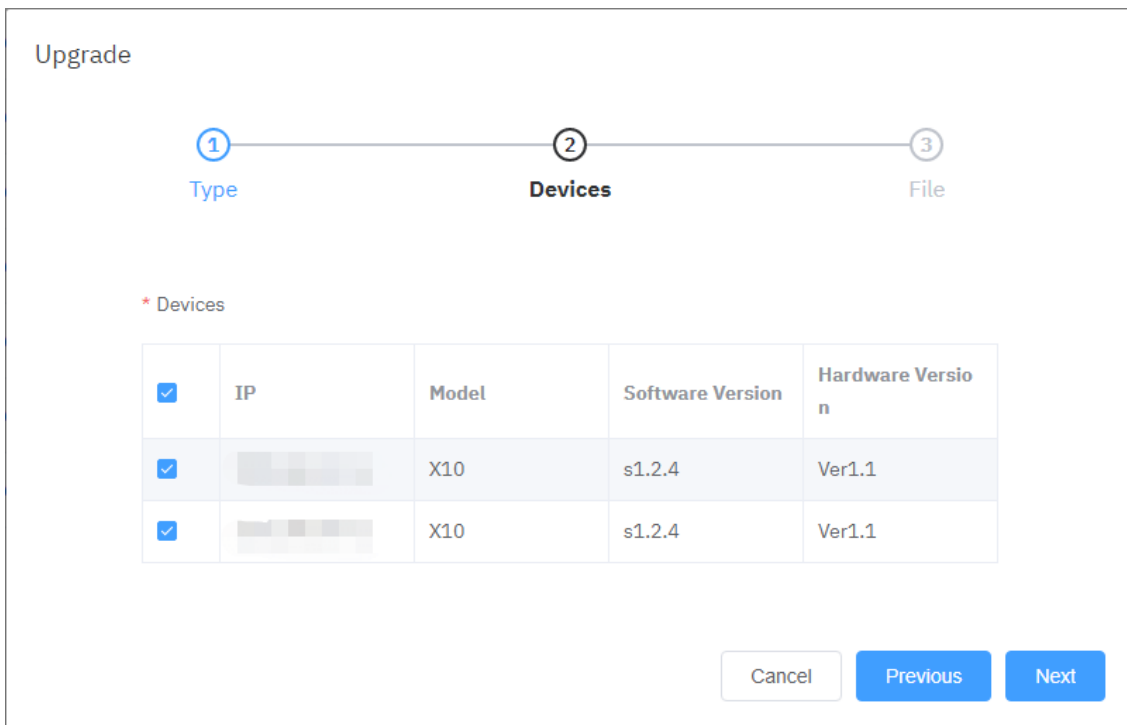 Upgrade
1
2
3
Type
Devices
File
* Devices
IP
Model
Software Version
Hardware Versio
n
X10
s1.2.4
Ver1.1
X10
s1.2.4
Ver1.1
Cancel
Previous
Next